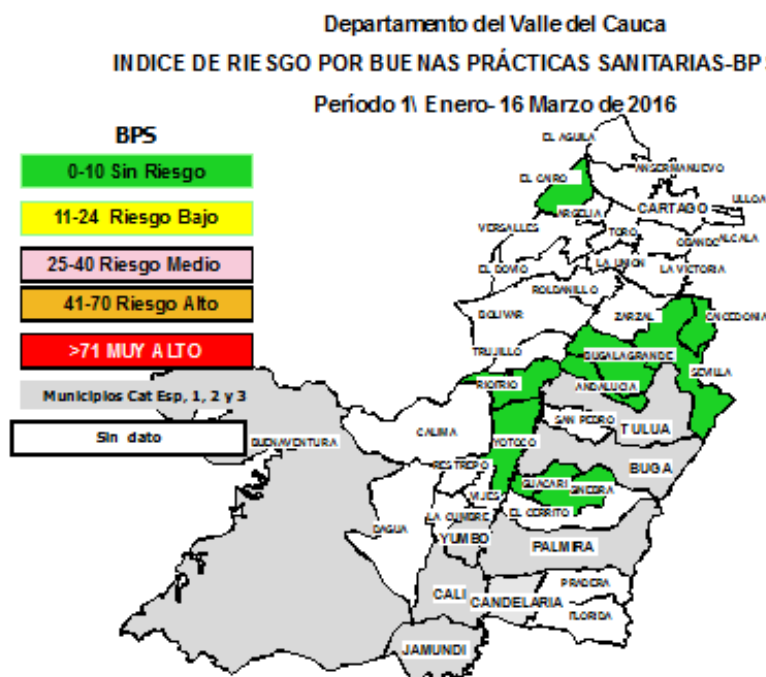 Departamento del Valle del Cauca
INDICE DE RIESGO POR BUENAS PRÁCTICAS SANITARIAS-BPS
Período 1\ Enero- 16 Marzo de 2016
BPS
0-10 Sin Riesgo
11-24 Riesgo Bajo
25-40 Riesgo Medio
41-70 Riesgo Alto
>71 MUY ALTO
Municipios Cat Esp, 1, 2 y 3
Sin dato
EL AGUILA
ANSERMANUEVO
EL CAIRO
ULLOA
ARGELIA
CARTAGO
VERSALLES
TORO
OBANDO
ALCALA
EL DOVIO
LA UNION
LA VICTORIA
ROLDANILLO
BOLIVAR
ZARZAL
CAICEDONIA
TRUJILLO
BUGALAGRANDE
SEVILLA
RIOFRIO
ANDALUCIA
SAN PEDRO
TULUA
BUENAVENTURA
CALIMA
YOTOCO
RESTREPO
BUGA
GUACARI
GINEBRA
VIJES
EL CERRITO
LA CUMBRE
DAGUA
YUMBO
PALMIRA
PRADERA
CALI
CANDELARIA
FLORIDA
JAMUNDI